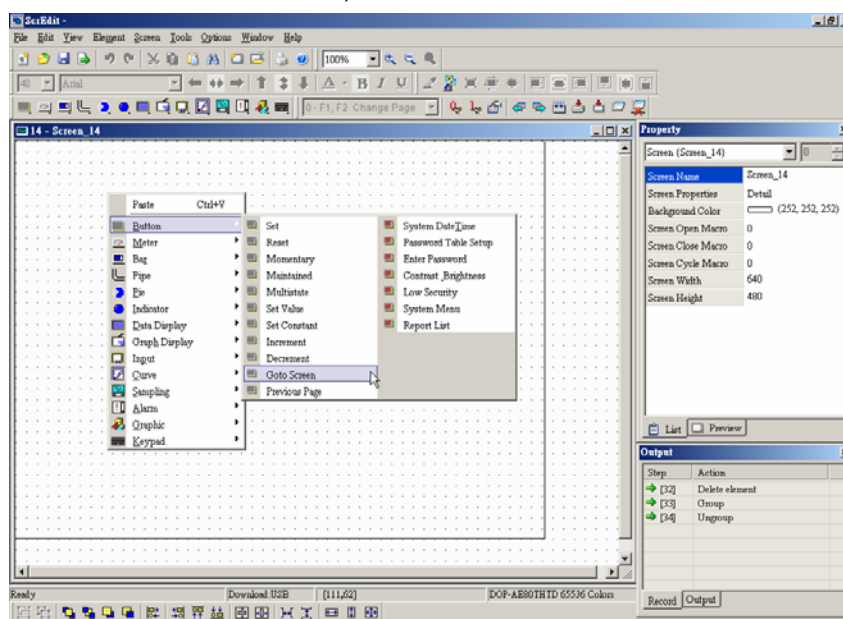 ScrEdit -
File Edit View Element Screen Tools Options Window Help
100%
48 Arial A B I U
0 - F1, F2 Change Page
14 - Screen_14
Paste Ctrl+V
Button
Meter
Bag
Pipe
Pie
Indicator
Data Display
Graph Display
Input
Curve
Sampling
Alarm
Graphic
Keypad
Set
Reset
Momentary
Maintained
Multistate
Set Value
Set Constant
Increment
Decrement
Goto Screen
Previous Page
System DateTime
Password Table Setup
Enter Password
Contrast_Brightness
Low Security
System Menu
Report List
Property
Screen (Screen_14) 0
Screen Name Screen_14
Screen Properties Detail
Background Color (252, 252, 252)
Screen Open Macro 0
Screen Close Macro 0
Screen Cycle Macro 0
Screen Width 640
Screen Height 480
List Preview
Output
Step Action
[32] Delete element
[33] Group
[34] Ungroup
Record Output
Ready Download:USB [111,62] DOP-AE80THTD 65536 Colors